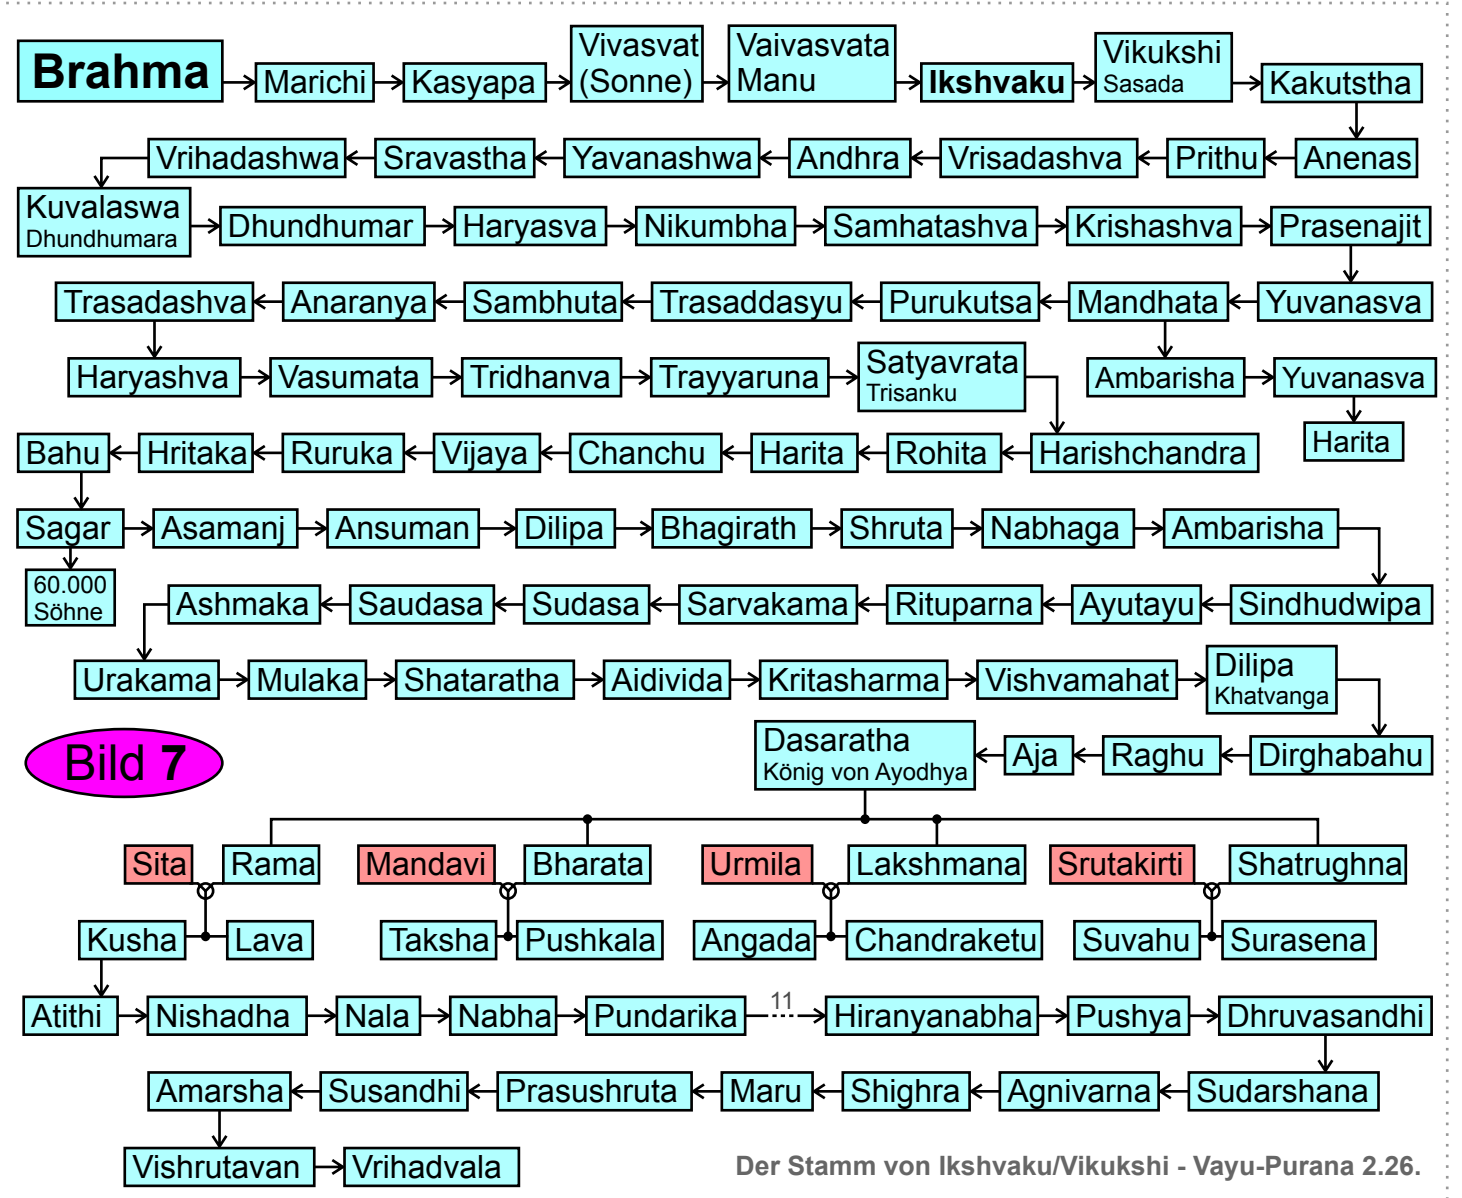 Brahma
Marichi
Kasyapa
Vivasvat
(Sonne)
Vaivasvata
Manu
Ikshvaku
Vikukshi
Sasada
Kakutstha
Anenas
Prithu
Vrisadashva
Andhra
Yavanashwa
Sravastha
Vrihadashwa
Kuvalaswa
Dhundhumara
Dhundhumar
Haryasva
Nikumbha
Samhatashva
Krishashva
Prasenajit
Yuvanasva
Mandhata
Purukutsa
Trasaddasyu
Sambhuta
Anaranya
Trasadashva
Haryashva
Vasumata
Tridhanva
Trayyaruna
Satyavrata
Trisanku
Ambarisha
Yuvanasva
Harita
Harishchandra
Rohita
Harita
Chanchu
Vijaya
Ruruka
Hritaka
Bahu
Sagar
60.000
Söhne
Asamanj
Ansuman
Dilipa
Bhagirath
Shruta
Nabhaga
Ambarisha
Sindhudwipa
Ayutayu
Rituparna
Sarvakama
Sudasa
Saudasa
Ashmaka
Urakama
Mulaka
Shataratha
Aidivida
Kritasharma
Vishvamahat
Dilipa
Khatvanga
Dirghabahu
Raghu
Aja
Dasaratha
König von Ayodhya
Bild 7
Sita
Rama
Mandavi
Bharata
Urmila
Lakshmana
Srutakirti
Shatrughna
Kusha
Lava
Taksha
Pushkala
Angada
Chandraketu
Suvahu
Surasena
Atithi
Nishadha
Nala
Nabha
Pundarika
11
Hiranyanabha
Pushya
Dhruvasandhi
Sudarshana
Agnivarna
Shighra
Maru
Prasushruta
Susandhi
Amarsha
Vishrutavan
Vrihadvala
Der Stamm von Ikshvaku/Vikukshi - Vayu-Purana 2.26.